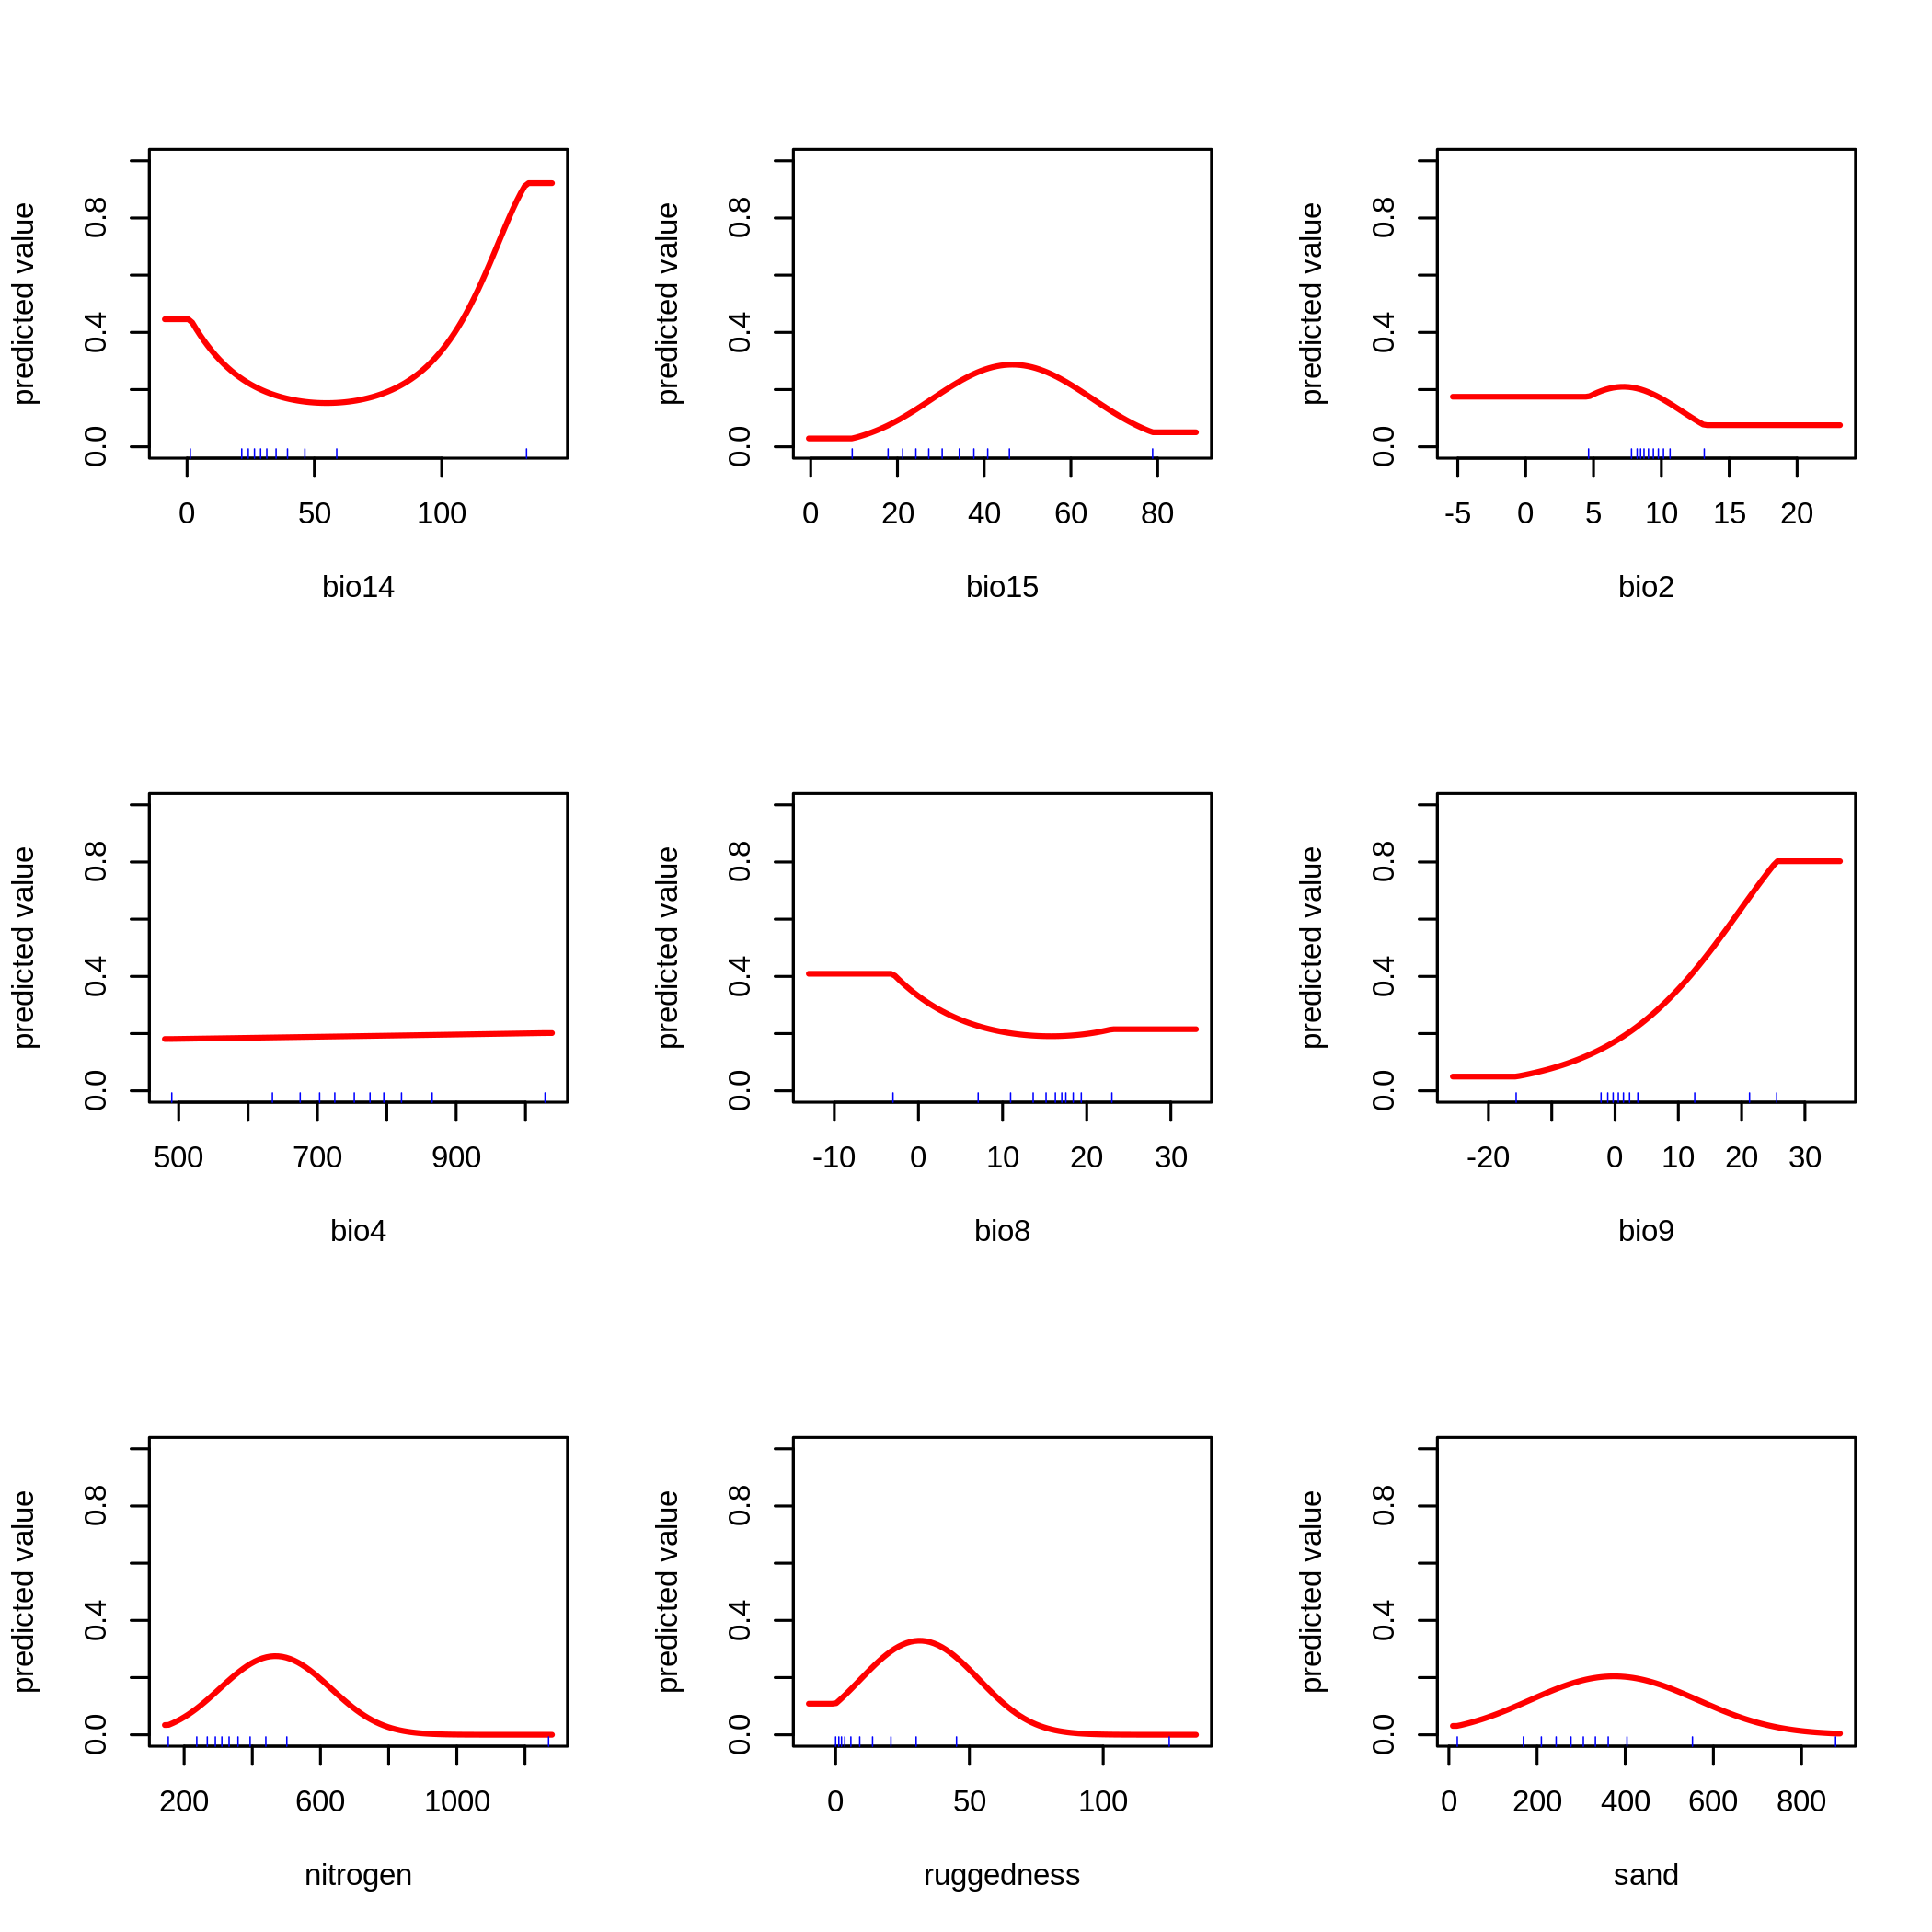 predicted value
0.0 0.4 0.8
0 50 100
bio14
predicted value
0.0 0.4 0.8
0 20 40 60 80
bio15
predicted value
0.0 0.4 0.8
-5 0 5 10 15 20
bio2
predicted value
0.0 0.4 0.8
500 700 900
bio4
predicted value
0.0 0.4 0.8
-10 0 10 20 30
bio8
predicted value
0.0 0.4 0.8
-20 0 10 20 30
bio9
predicted value
0.0 0.4 0.8
200 600 1000
nitrogen
predicted value
0.0 0.4 0.8
0 50 100
ruggedness
predicted value
0.0 0.4 0.8
0 200 400 600 800
sand